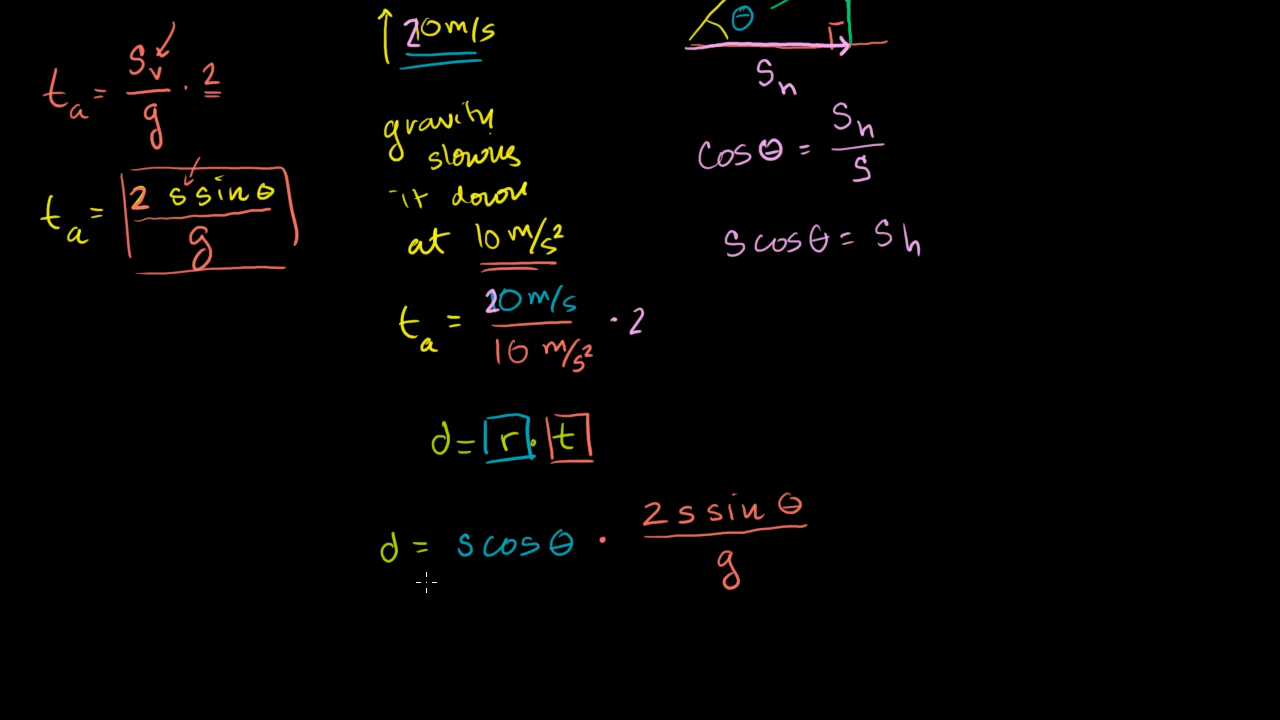 t_a = s_v / g · 2
t_a = 2 s sin θ / g
20 m/s
gravity
slows
it down
at 10 m/s²
t_a = 20 m/s / 10 m/s² · 2
d = r · t
d = s cos θ · 2 s sin θ / g
θ
S_h
cos θ = S_h / S
s cos θ = s_h